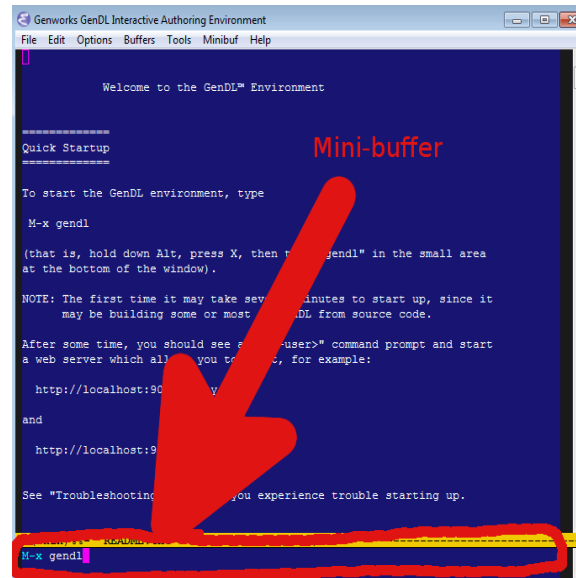 Genworks GenDL Interactive Authoring Environment
File Edit Options Buffers Tools Minibuf Help
Welcome to the GenDL™ Environment
=============
Quick Startup
=============
Mini-buffer
To start the GenDL environment, type
M-x gendl
(that is, hold down Alt, press X, then gendl" in the small area
at the bottom of the window).
NOTE: The first time it may take minutes to start up, since it
may be building some or most from source code.
After some time, you should see user>" command prompt and start
a web server which you for example:
http://localhost:90
and
http://localhost:9
See "Troubleshooting you experience trouble starting up.
M-x gendl